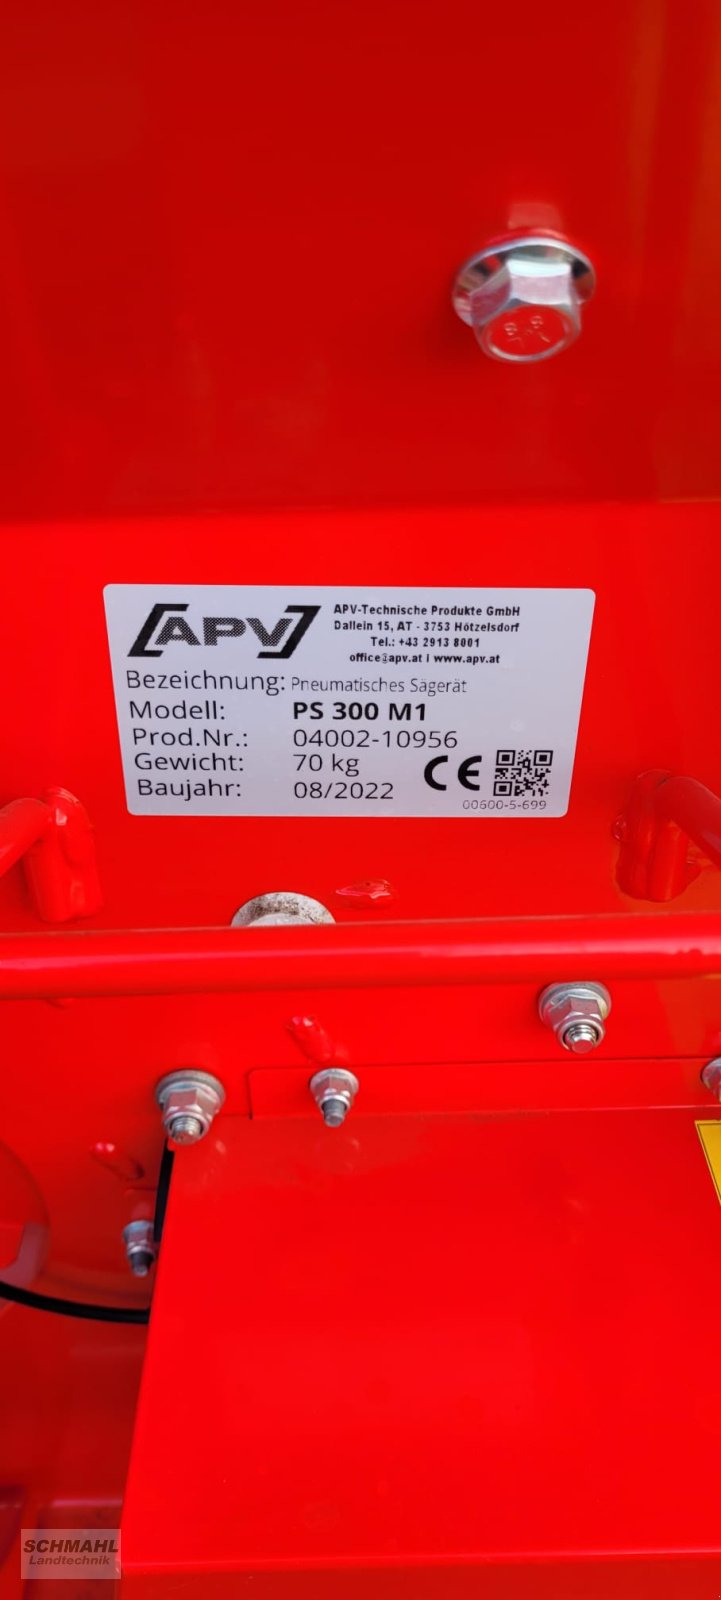 8.8
APV
APV-Technische Produkte GmbH
Dallein 15, AT - 3753 Hötzelsdorf
Tel.: +43 2913 8001
office@apv.at I www.apv.at
Bezeichnung: Pneumatisches Sägerät
Modell: PS 300 M1
Prod.Nr.: 04002-10956
Gewicht: 70 kg
Baujahr: 08/2022
CE
00600-5-699
SCHMAHL
Landtechnik